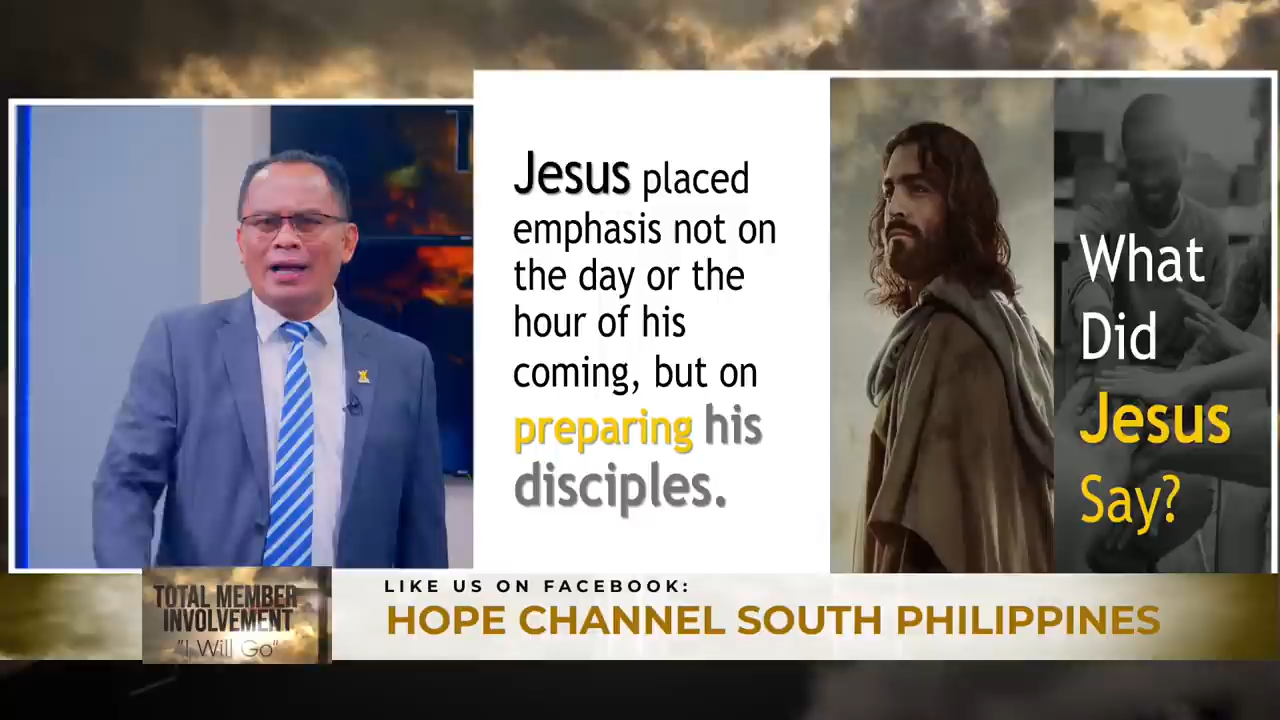 Jesus placed
emphasis not on
the day or the
hour of his
coming, but on
preparing his
disciples.
What
Did
Jesus
Say?
TOTAL MEMBER
INVOLVEMENT
"I Will Go"
LIKE US ON FACEBOOK:
HOPE CHANNEL SOUTH PHILIPPINES